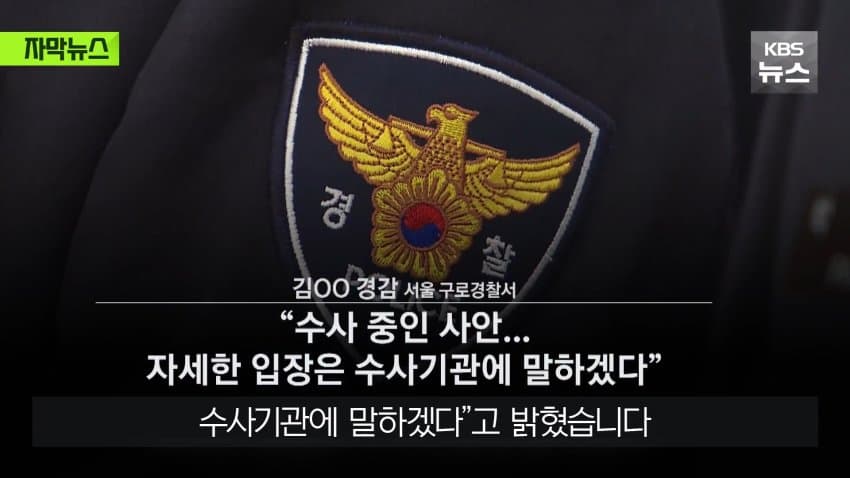 자막뉴스
KBS
뉴스
경찰
POLICE
김OO 경감 서울 구로경찰서
“수사 중인 사안...
자세한 입장은 수사기관에 말하겠다”
수사기관에 말하겠다”고 밝혔습니다